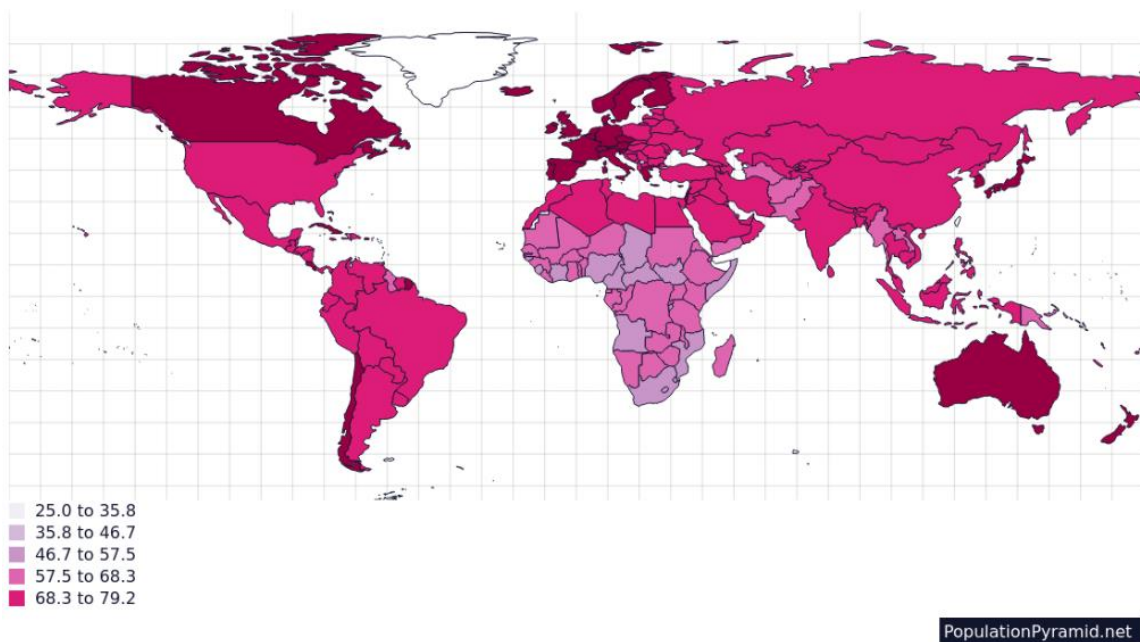 25.0 to 35.8
35.8 to 46.7
46.7 to 57.5
57.5 to 68.3
68.3 to 79.2
PopulationPyramid.net